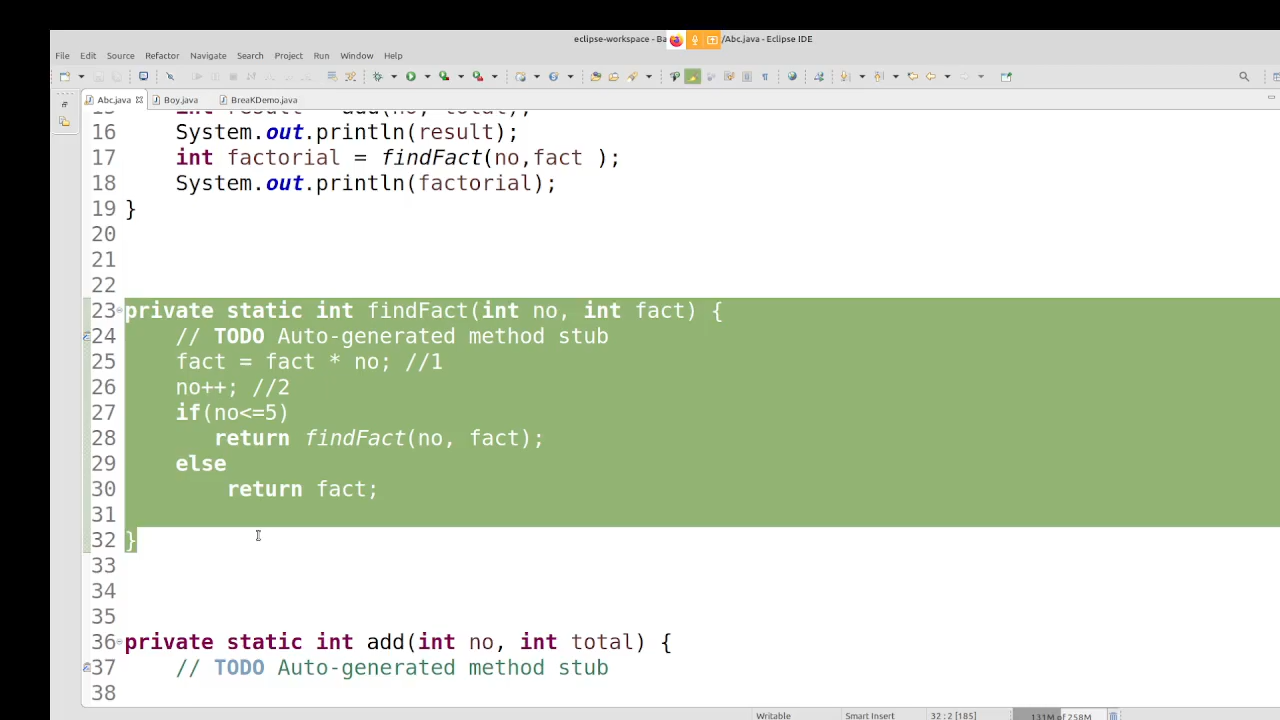 eclipse-workspace - Ba /Abc.java - Eclipse IDE
File Edit Source Refactor Navigate Search Project Run Window Help
Abc.java Boy.java BreaKDemo.java
16 System.out.println(result);
17 int factorial = findFact(no,fact );
18 System.out.println(factorial);
19 }
20
21
22
23 private static int findFact(int no, int fact) {
24 // TODO Auto-generated method stub
25 fact = fact * no; //1
26 no++; //2
27 if(no<=5)
28 return findFact(no, fact);
29 else
30 return fact;
31
32 }
33
34
35
36 private static int add(int no, int total) {
37 // TODO Auto-generated method stub
38
Writable Smart Insert 32 : 2 [185] 131M of 258M